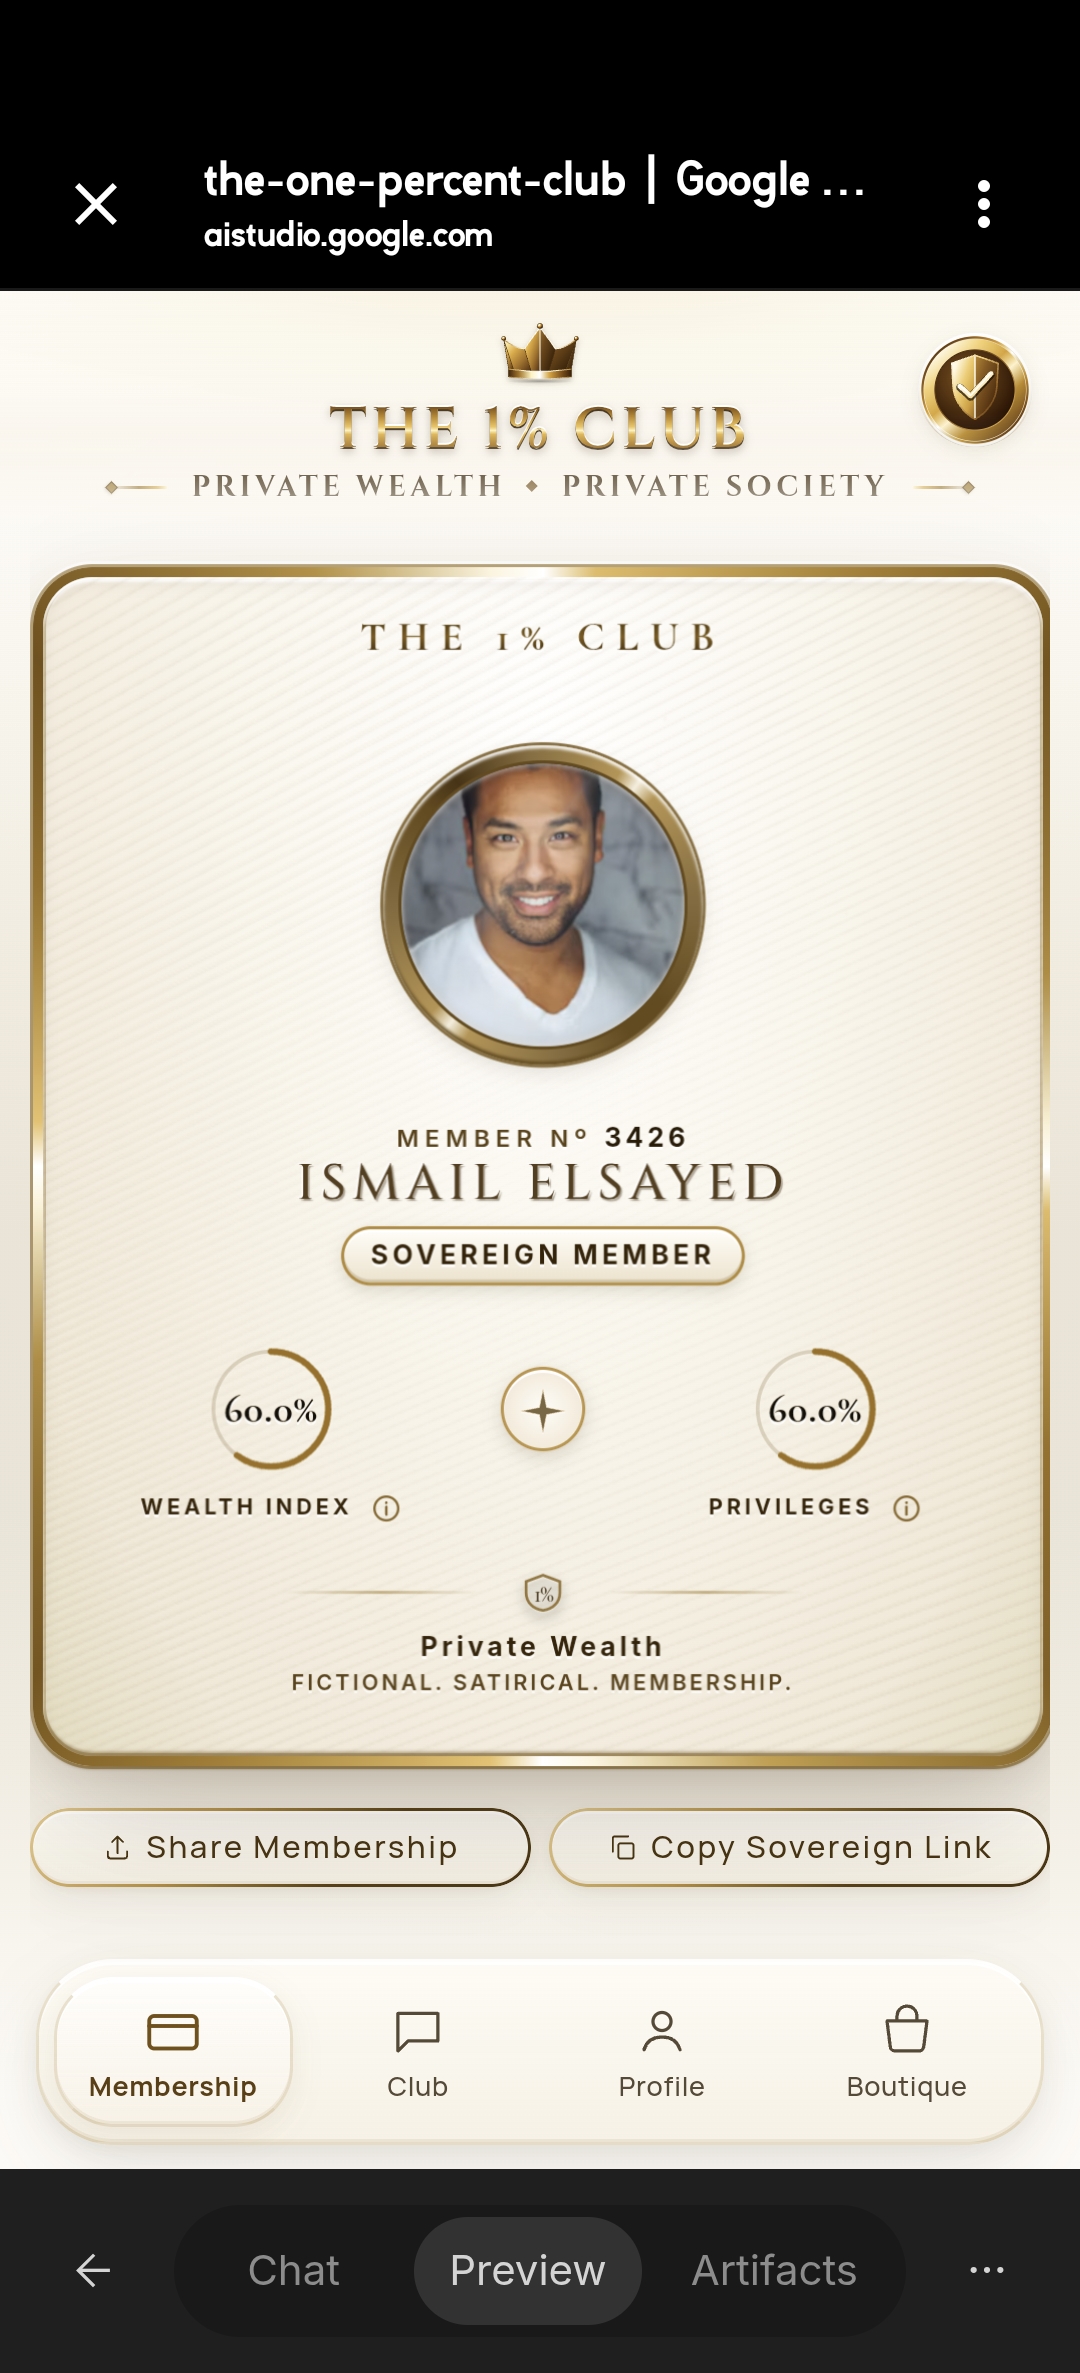 the-one-percent-club | Google ...
aistudio.google.com
THE 1% CLUB
PRIVATE WEALTH ◆ PRIVATE SOCIETY
THE 1% CLUB
MEMBER Nº 3426
ISMAIL ELSAYED
SOVEREIGN MEMBER
60.0% 60.0%
WEALTH INDEX PRIVILEGES
1%
Private Wealth
FICTIONAL. SATIRICAL. MEMBERSHIP.
Share Membership Copy Sovereign Link
Membership Club Profile Boutique
Chat Preview Artifacts